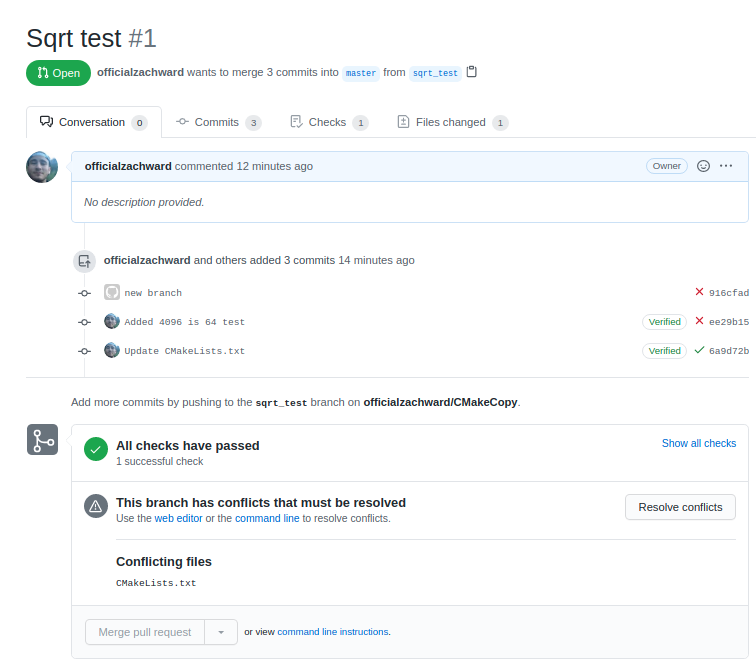 Sqrt test #1
Open officialzachward wants to merge 3 commits into master from sqrt_test
Conversation 0 Commits 3 Checks 1 Files changed 1
officialzachward commented 12 minutes ago Owner
No description provided.
officialzachward and others added 3 commits 14 minutes ago
new branch 916cfad
Added 4096 is 64 test Verified ee29b15
Update CMakeLists.txt Verified 6a9d72b
Add more commits by pushing to the sqrt_test branch on officialzachward/CMakeCopy.
All checks have passed Show all checks
1 successful check
This branch has conflicts that must be resolved
Use the web editor or the command line to resolve conflicts.
Resolve conflicts
Conflicting files
CMakeLists.txt
Merge pull request or view command line instructions.